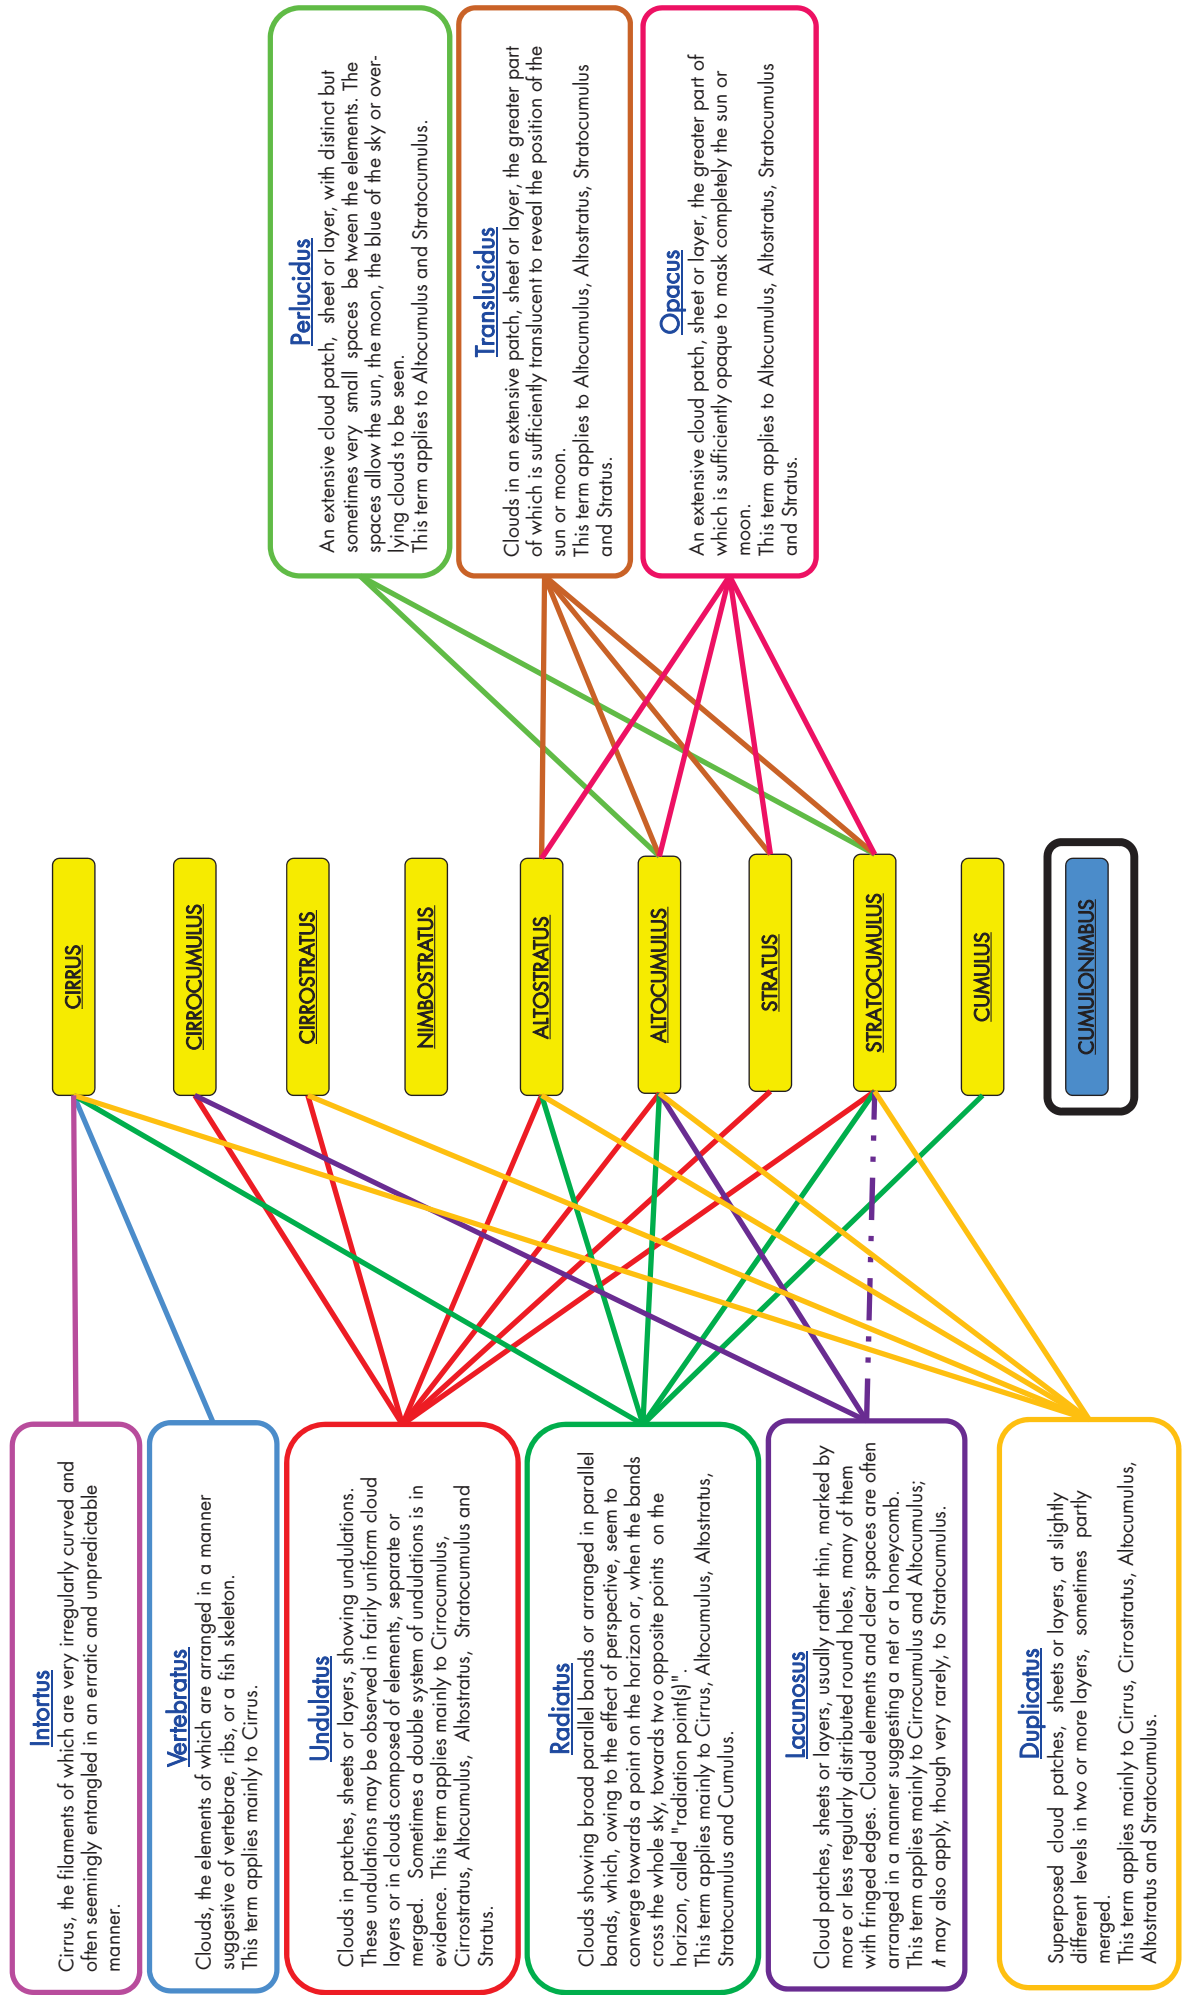 Intortus
Cirrus, the filaments of which are very irregularly curved and
often seemingly entangled in an erratic and unpredictable
manner.
Vertebratus
Clouds, the elements of which are arranged in a manner
suggestive of vertebrae, ribs, or a fish skeleton.
This term applies mainly to Cirrus.
Undulatus
Clouds in patches, sheets or layers, showing undulations.
These undulations may be observed in fairly uniform cloud
layers or in clouds composed of elements, separate or
merged. Sometimes a double system of undulations is in
evidence. This term applies mainly to Cirrocumulus,
Cirrostratus, Altocumulus, Altostratus, Stratocumulus and
Stratus.
Radiatus
Clouds showing broad parallel bands or arranged in parallel
bands, which, owing to the effect of perspective, seem to
converge towards a point on the horizon or, when the bands
cross the whole sky, towards two opposite points on the
horizon, called "radiation point(s)".
This term applies mainly to Cirrus, Altocumulus, Altostratus,
Stratocumulus and Cumulus.
Lacunosus
Cloud patches, sheets or layers, usually rather thin, marked by
more or less regularly distributed round holes, many of them
with fringed edges. Cloud elements and clear spaces are often
arranged in a manner suggesting a net or a honeycomb.
This term applies mainly to Cirrocumulus and Altocumulus;
it may also apply, though very rarely, to Stratocumulus.
Duplicatus
Superposed cloud patches, sheets or layers, at slightly
different levels in two or more layers, sometimes partly
merged.
This term applies mainly to Cirrus, Cirrostratus, Altocumulus,
Altostratus and Stratocumulus.
CIRRUS
CIRROCUMULUS
CIRROSTRATUS
NIMBOSTRATUS
ALTOSTRATUS
ALTOCUMULUS
STRATUS
STRATOCUMULUS
CUMULUS
CUMULONIMBUS
Perlucidus
An extensive cloud patch, sheet or layer, with distinct but
sometimes very small spaces be tween the elements. The
spaces allow the sun, the moon, the blue of the sky or over-
lying clouds to be seen.
This term applies to Altocumulus and Stratocumulus.
Translucidus
Clouds in an extensive patch, sheet or layer, the greater part
of which is sufficiently translucent to reveal the position of the
sun or moon.
This term applies to Altocumulus, Altostratus, Stratocumulus
and Stratus.
Opacus
An extensive cloud patch, sheet or layer, the greater part of
which is sufficiently opaque to mask completely the sun or
moon.
This term applies to Altocumulus, Altostratus, Stratocumulus
and Stratus.